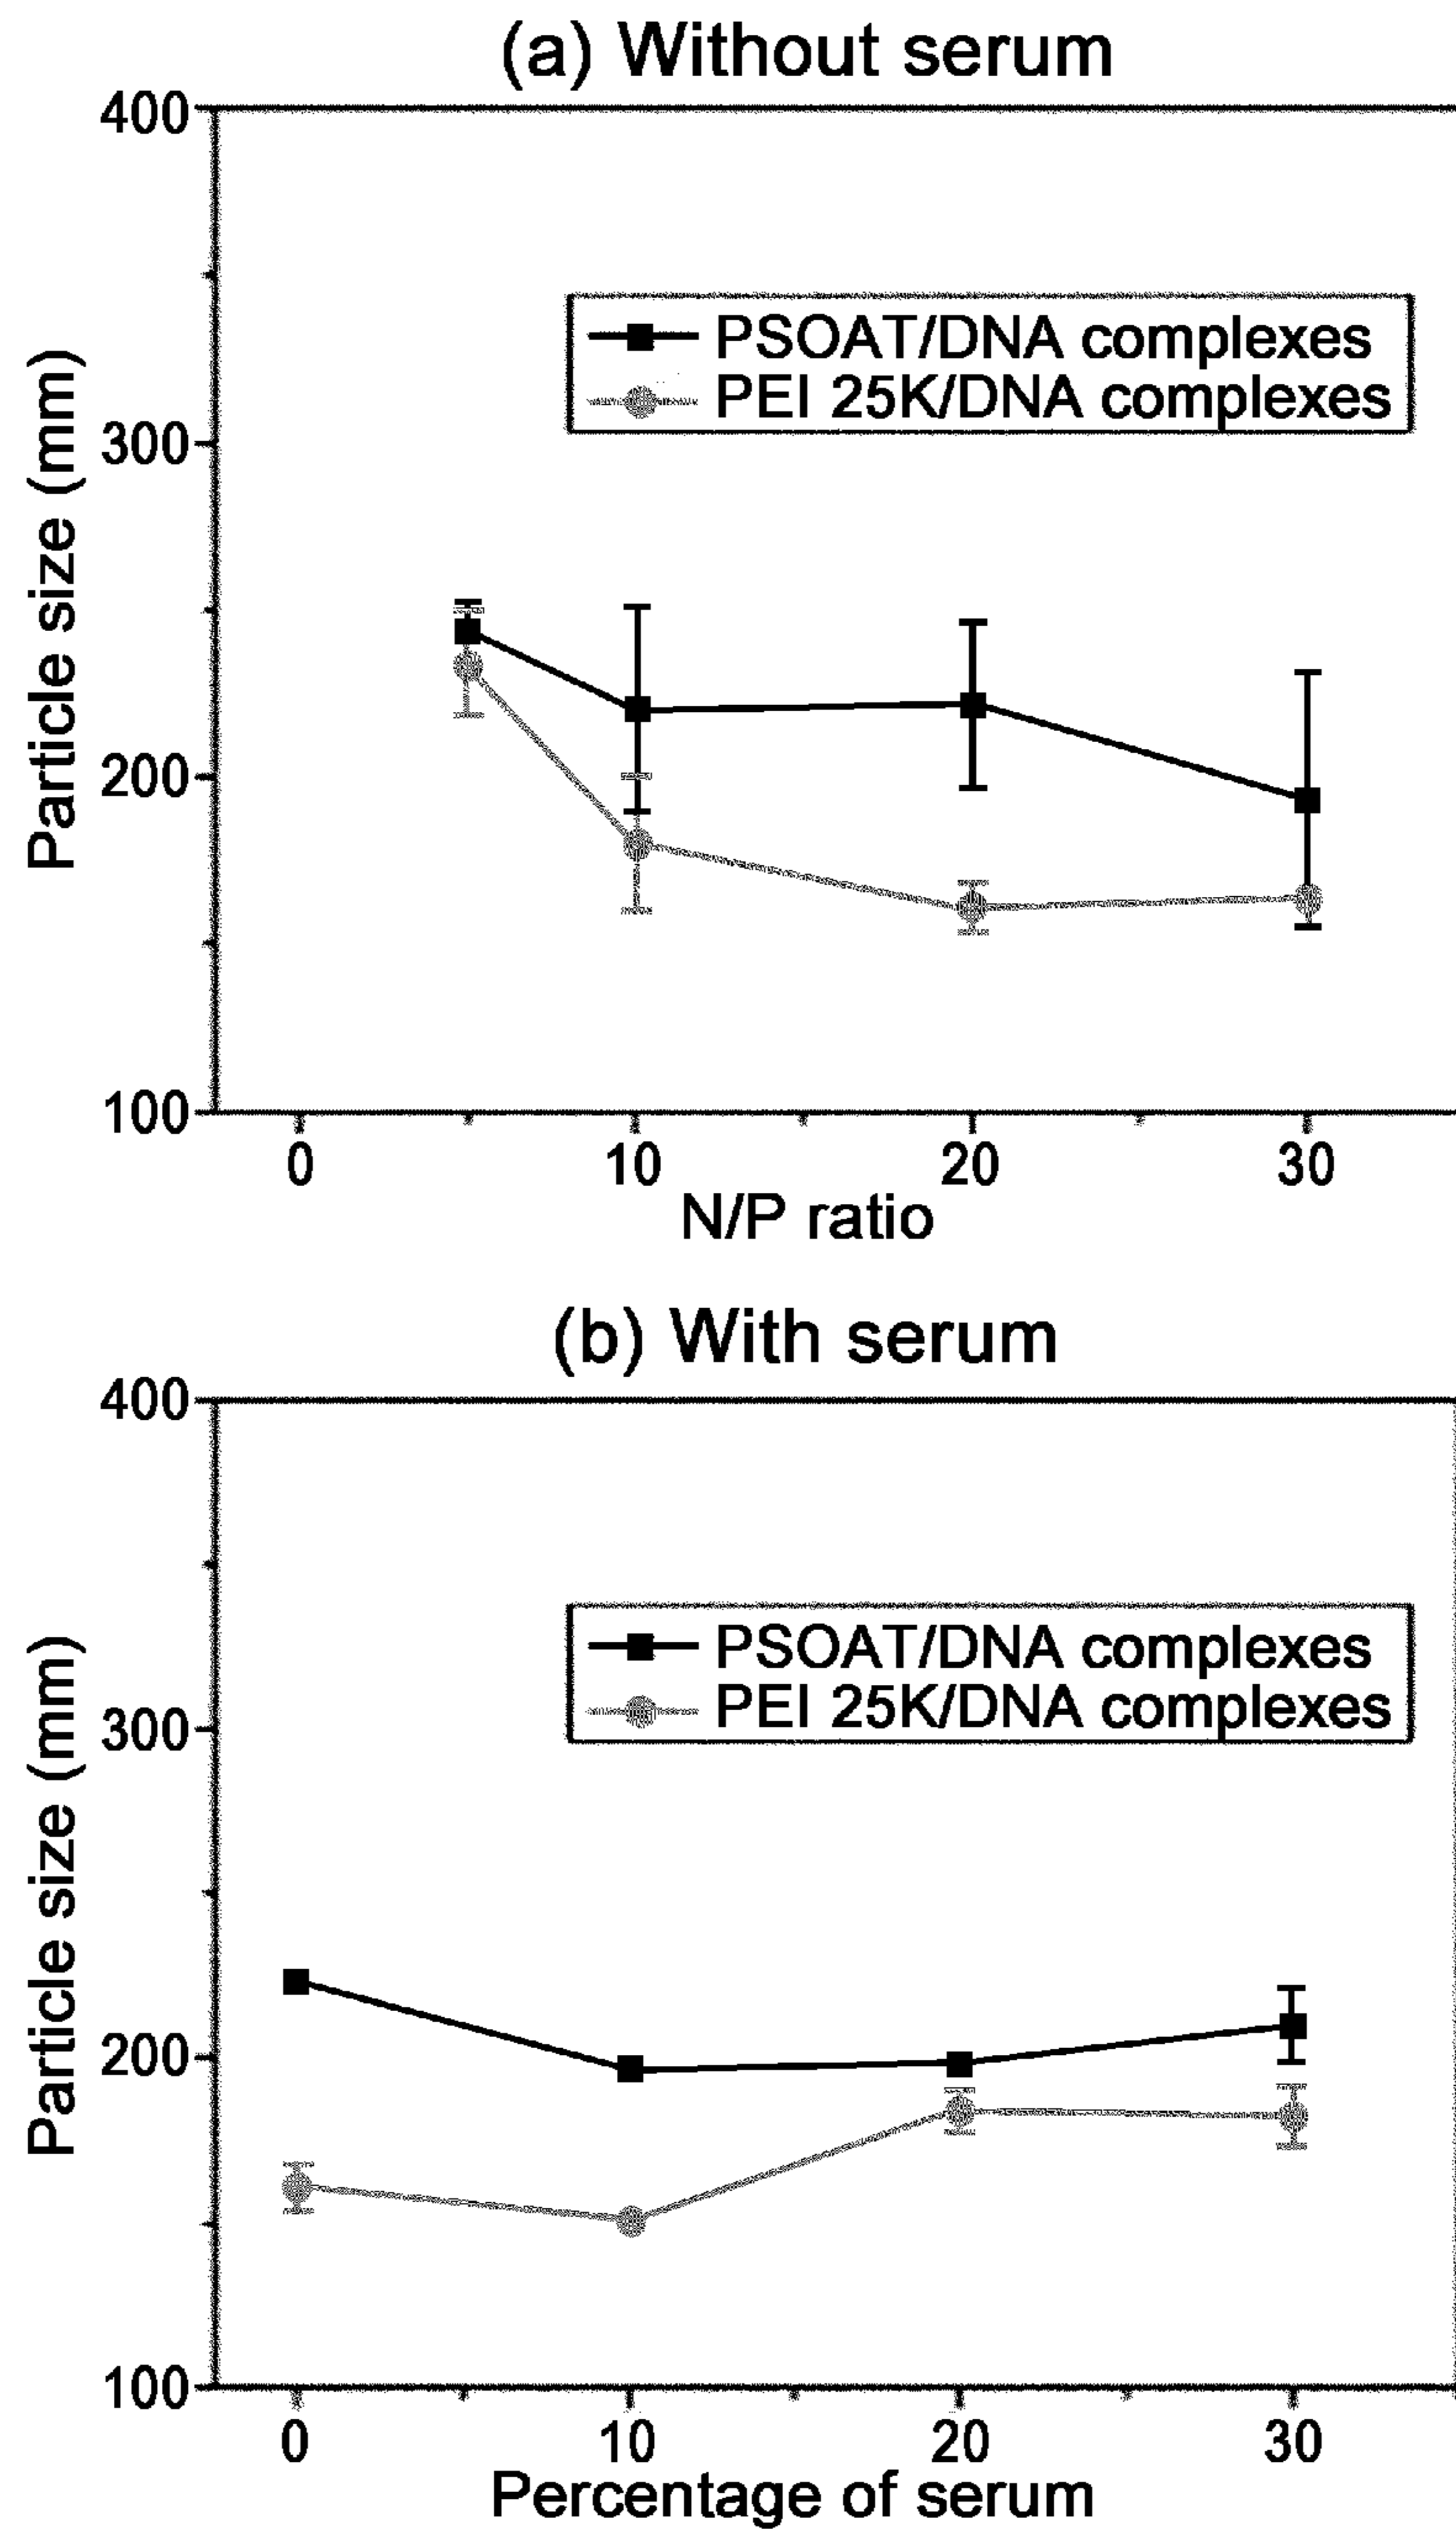 (a) Without serum
400
300
200
100
Particle size (mm)
PSOAT/DNA complexes
PEI 25K/DNA complexes
0 10 20 30
N/P ratio
(b) With serum
400
300
200
100
Particle size (mm)
PSOAT/DNA complexes
PEI 25K/DNA complexes
0 10 20 30
Percentage of serum